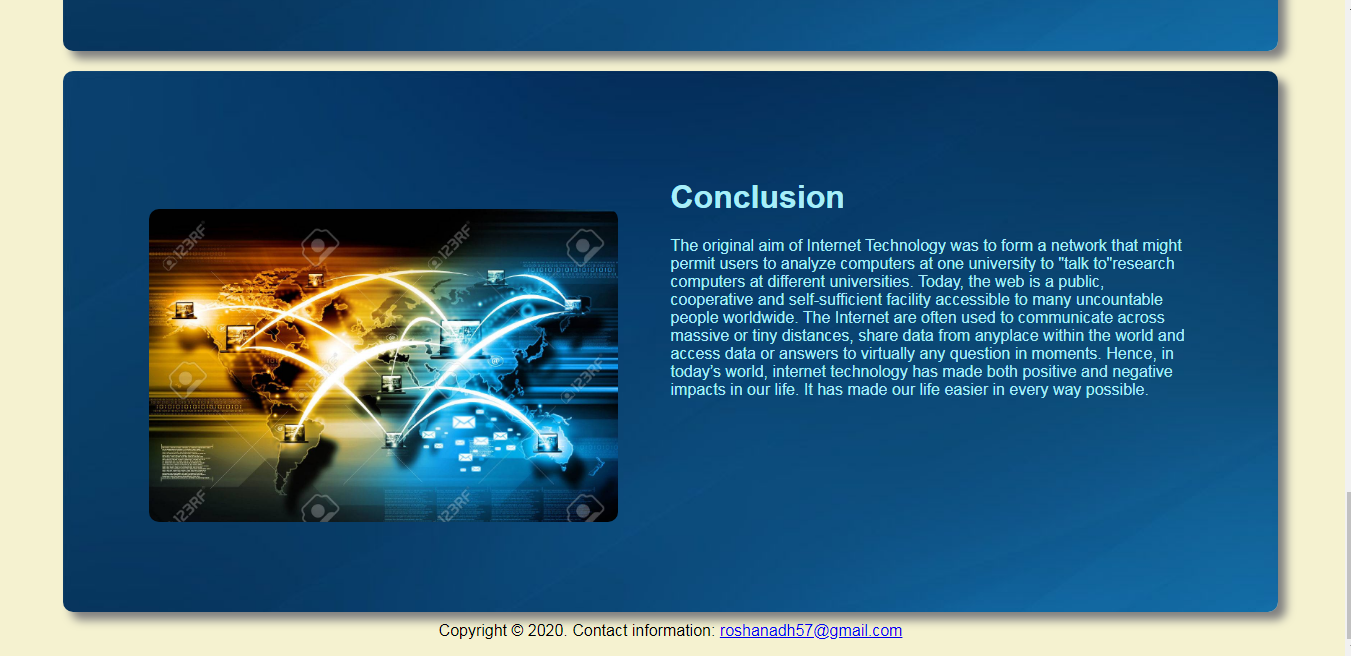 Conclusion
The original aim of Internet Technology was to form a network that might
permit users to analyze computers at one university to "talk to"research
computers at different universities. Today, the web is a public,
cooperative and self-sufficient facility accessible to many uncountable
people worldwide. The Internet are often used to communicate across
massive or tiny distances, share data from anyplace within the world and
access data or answers to virtually any question in moments. Hence, in
today’s world, internet technology has made both positive and negative
impacts in our life. It has made our life easier in every way possible.
123RF
123RF
123RF
123RF
123RF
Copyright © 2020. Contact information: roshanadh57@gmail.com